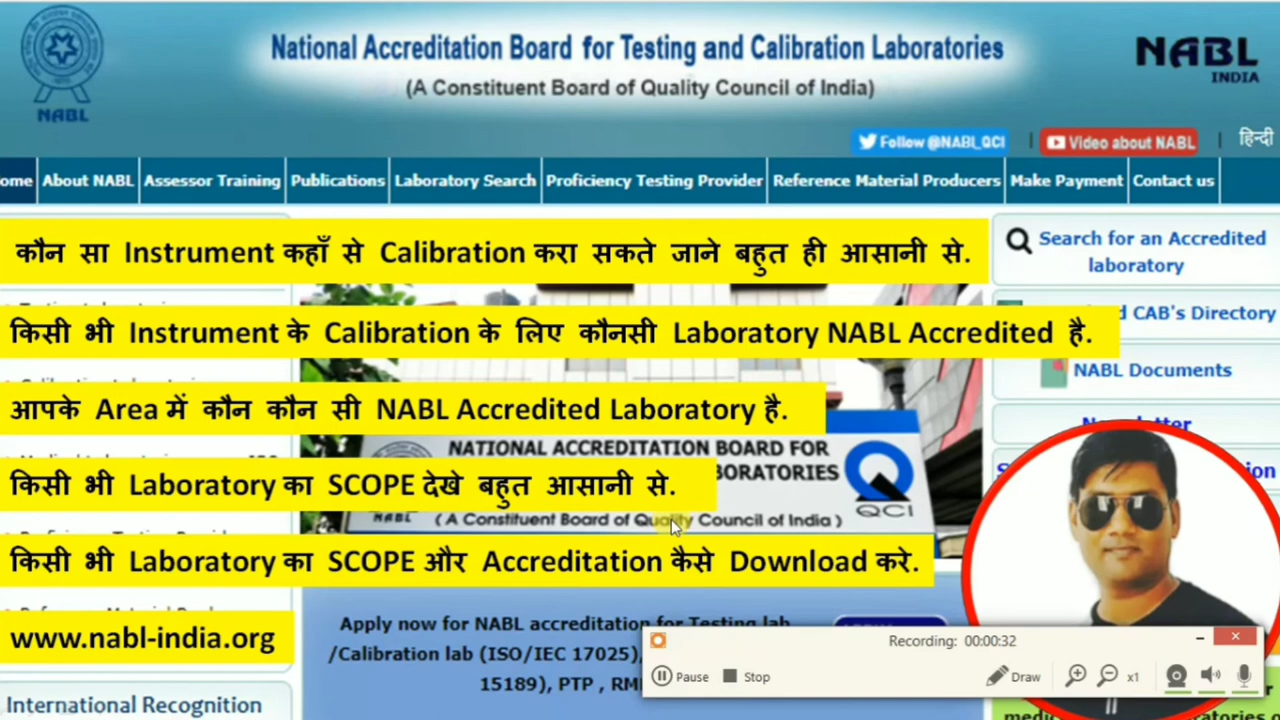 National Accreditation Board for Testing and Calibration Laboratories
(A Constituent Board of Quality Council of India)
NABL
NABL
INDIA
Follow @NABL_QCI
Video about NABL
हिन्दी
ome
About NABL
Assessor Training
Publications
Laboratory Search
Proficiency Testing Provider
Reference Material Producers
Make Payment
Contact us
कौन सा Instrument कहाँ से Calibration करा सकते जाने बहुत ही आसानी से.
Search for an Accredited
laboratory
किसी भी Instrument के Calibration के लिए कौनसी Laboratory NABL Accredited है.
d CAB's Directory
NABL Documents
आपके Area में कौन कौन सी NABL Accredited Laboratory है.
NATIONAL ACCREDITATION BOARD FOR
ORATORIES
QCI
किसी भी Laboratory का SCOPE देखे बहुत आसानी से.
NABL
( A Constituent Board of Quality Council of India )
किसी भी Laboratory का SCOPE और Accreditation कैसे Download करे.
www.nabl-india.org
Apply now for NABL accreditation for Testing lab
/Calibration lab (ISO/IEC 17025),
15189), PTP , RM
Recording: 00:00:32
Pause
Stop
Draw
x1
International Recognition